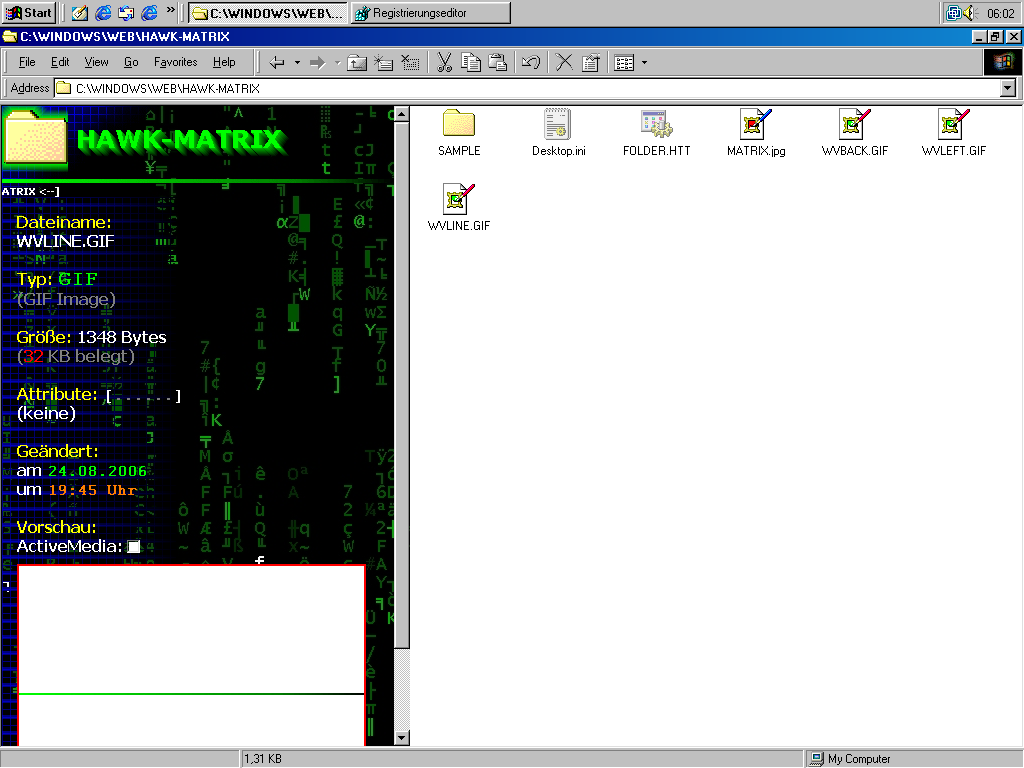 Start
»
C:\WINDOWS\WEB\...
Registrierungseditor
06:02
C:\WINDOWS\WEB\HAWK-MATRIX
File Edit View Go Favorites Help
Address C:\WINDOWS\WEB\HAWK-MATRIX
HAWK-MATRIX
ATRIX <--]
Dateiname:
WVLINE.GIF
Typ: GIF
(GIF Image)
Größe: 1348 Bytes
(32 KB belegt)
Attribute: [......]
(keine)
Geändert:
am 24.08.2006
um 19:45 Uhr
Vorschau:
ActiveMedia:
SAMPLE
Desktop.ini
FOLDER.HTT
MATRIX.jpg
WVBACK.GIF
WVLEFT.GIF
WVLINE.GIF
1,31 KB
My Computer